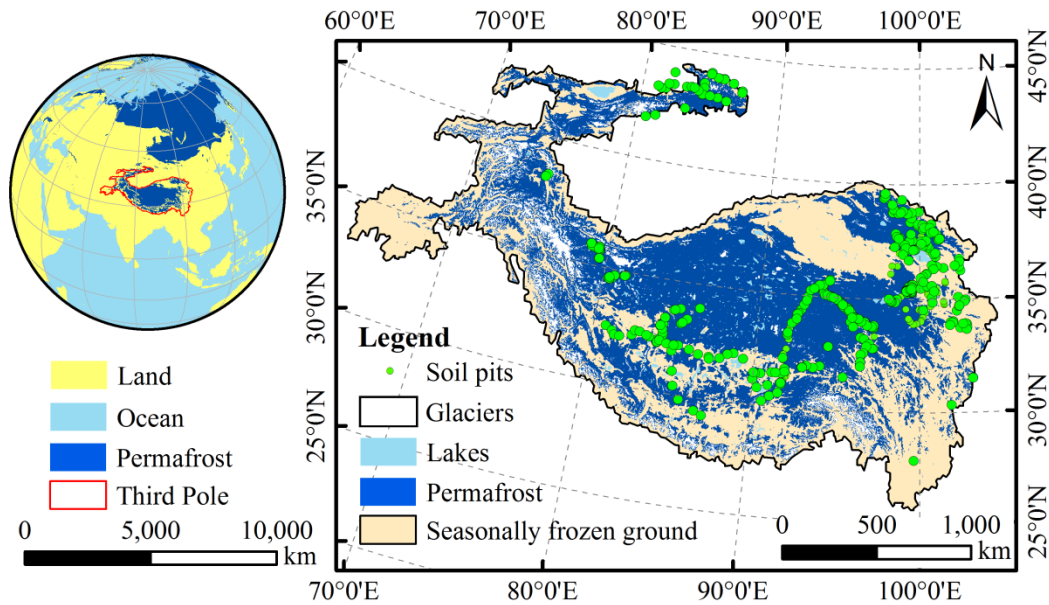 60°0'E 70°0'E 80°0'E 90°0'E 100°0'E
45°0'N
40°0'N
35°0'N
30°0'N
25°0'N
35°0'N
30°0'N
25°0'N
N
Land
Ocean
Permafrost
Third Pole
0 5,000 10,000
km
Legend
Soil pits
Glaciers
Lakes
Permafrost
Seasonally frozen ground
0 500 1,000
km
70°0'E 80°0'E 90°0'E 100°0'E